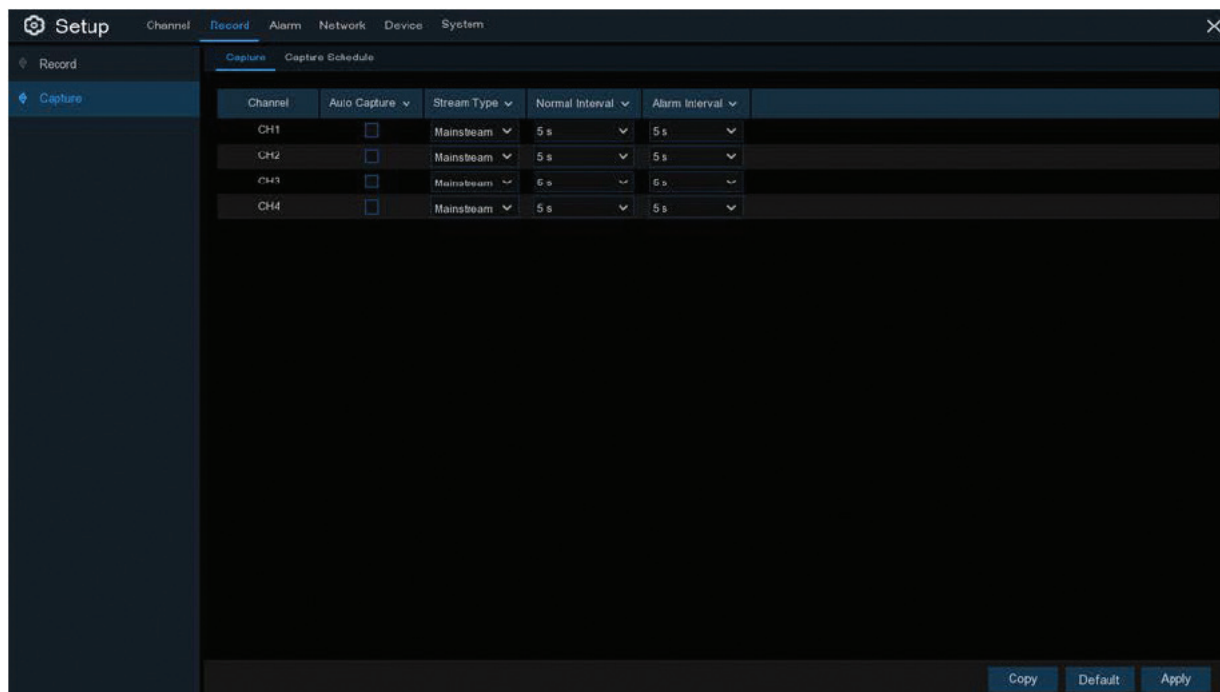 Setup Channel Record Alarm Network Device System
Record
Capture
Capture Capture Schedule
Channel Auto Capture Stream Type Normal Interval Alarm Interval
CH1 Mainstream 5 s 5 s
CH2 Mainstream 5 s 5 s
CH3 Mainstream 5 s 5 s
CH4 Mainstream 5 s 5 s
Copy Default Apply